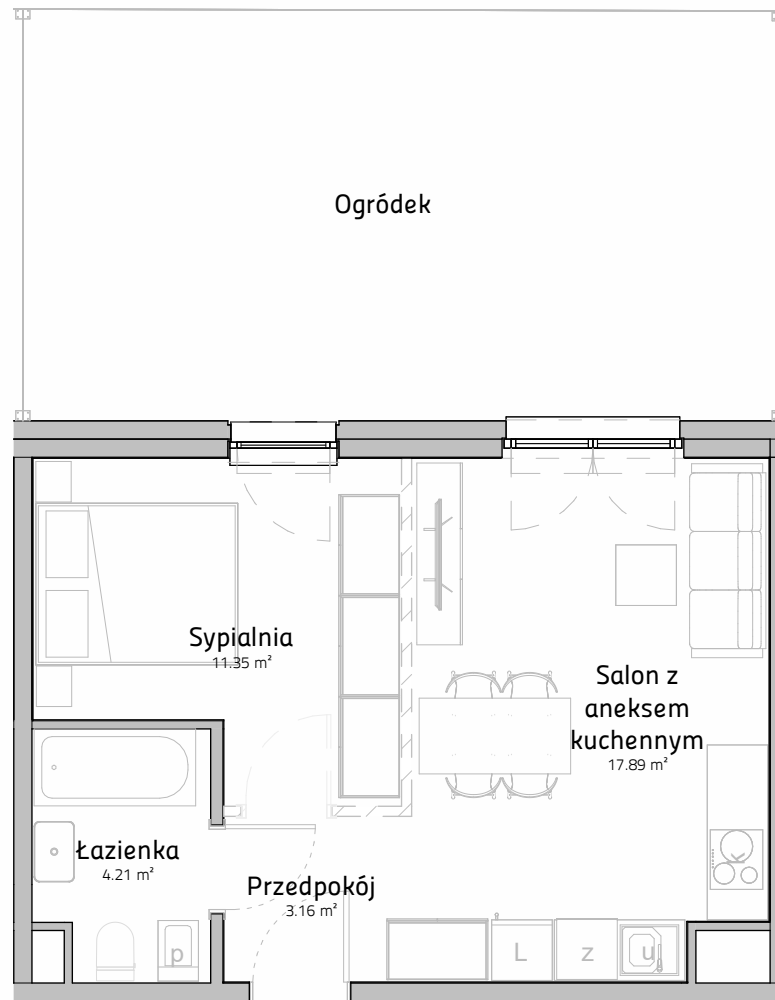 Ogródek
Sypialnia
11.35 m²
Salon z
aneksem
kuchennym
17.89 m²
Łazienka
4.21 m²
k
Przedpokój
3.16 m²
p
L
z
u